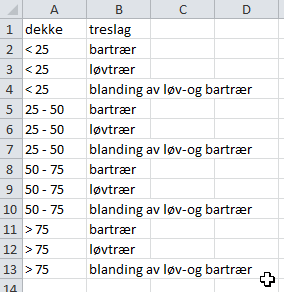 A B C D
1 dekke treslag
2 < 25 bartrær
3 < 25 løvtrær
4 < 25 blanding av løv-og bartrær
5 25 - 50 bartrær
6 25 - 50 løvtrær
7 25 - 50 blanding av løv-og bartrær
8 50 - 75 bartrær
9 50 - 75 løvtrær
10 50 - 75 blanding av løv-og bartrær
11 > 75 bartrær
12 > 75 løvtrær
13 > 75 blanding av løv-og bartrær
14